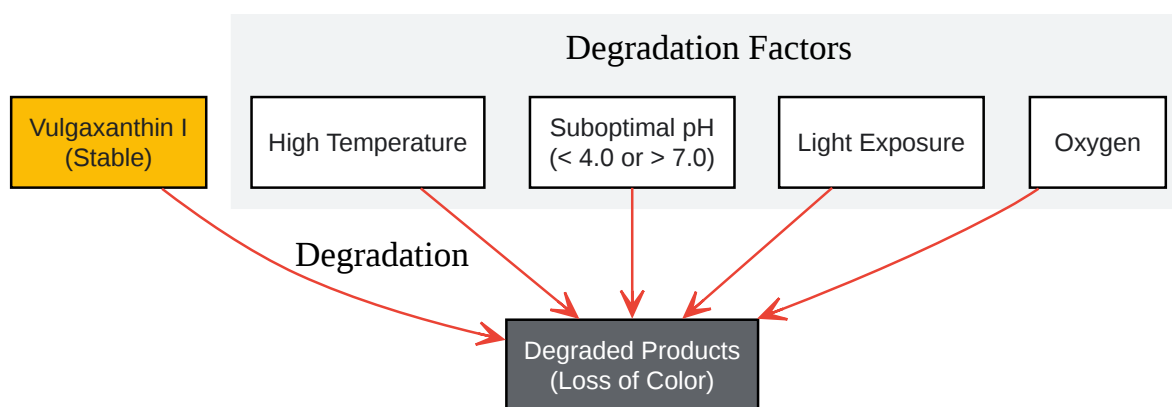 Degradation Factors
Vulgaxanthin I
(Stable)
High Temperature
Suboptimal pH
(< 4.0 or > 7.0)
Light Exposure
Oxygen
Degradation
Degraded Products
(Loss of Color)